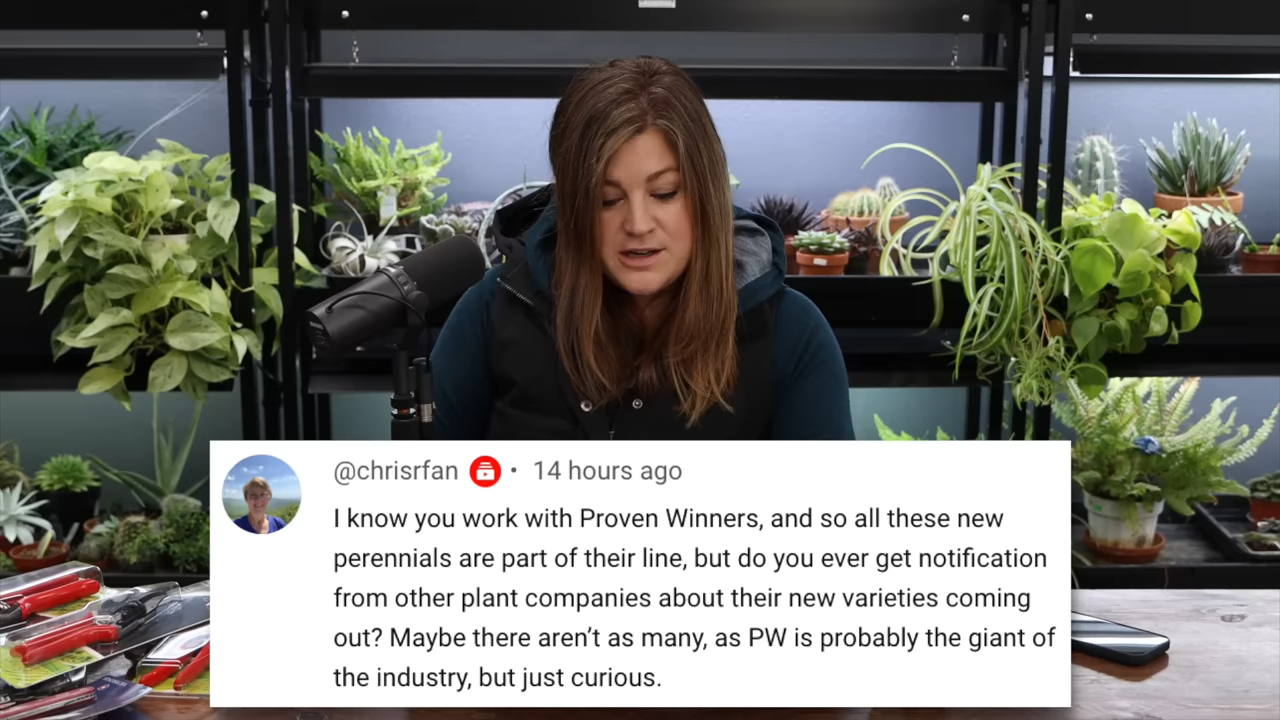 @chrisrfan • 14 hours ago
I know you work with Proven Winners, and so all these new
perennials are part of their line, but do you ever get notification
from other plant companies about their new varieties coming
out? Maybe there aren’t as many, as PW is probably the giant of
the industry, but just curious.